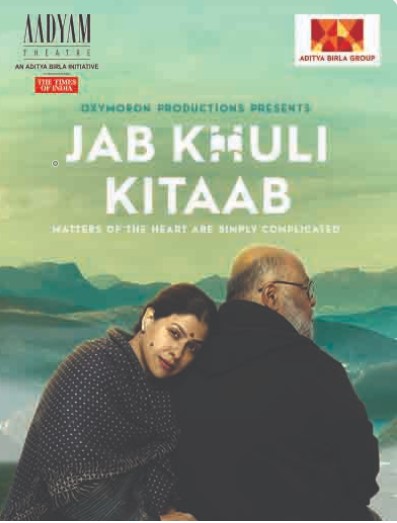 AADYAM
THEATRE
AN ADITYA BIRLA INITIATIVE
THE TIMES
OF INDIA
ADITYA BIRLA GROUP
OXYMORON PRODUCTIONS PRESENTS
JAB KHULI
KITAAB
MATTERS OF THE HEART ARE SIMPLY COMPLICATED